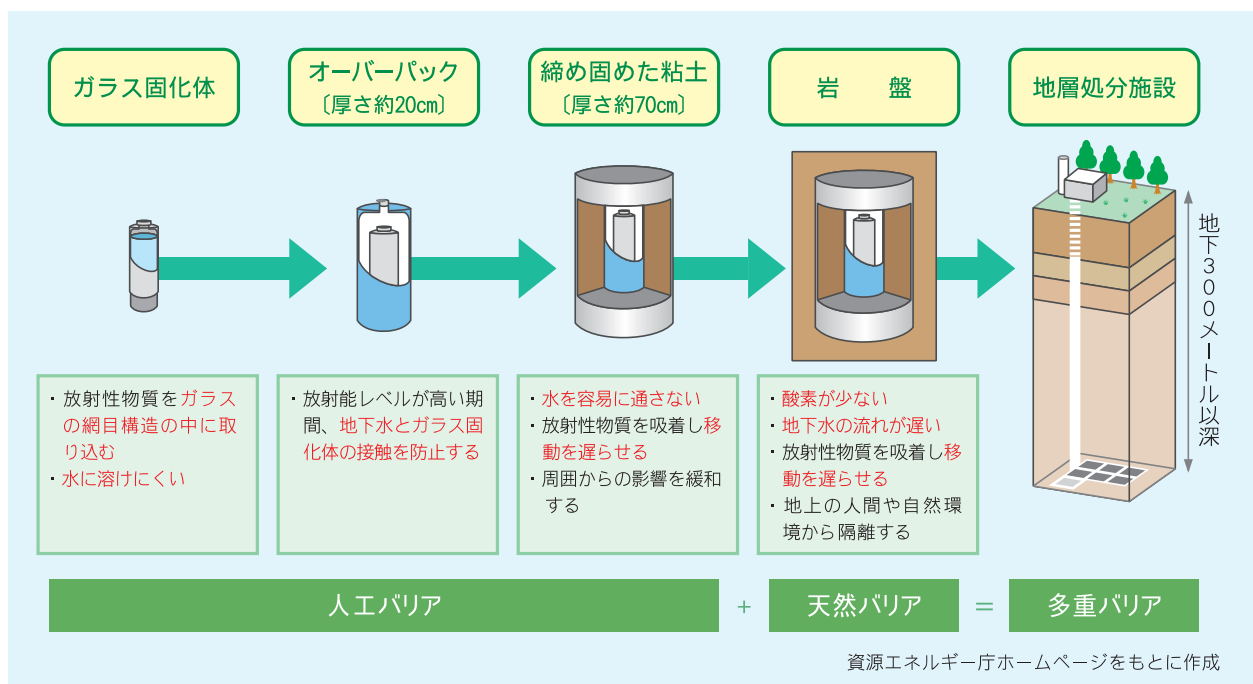 ガラス固化体
オーバーパック
〔厚さ約20cm〕
締め固めた粘土
〔厚さ約70cm〕
岩　盤
地層処分施設
地下300メートル以深
・放射性物質をガラス
の網目構造の中に取
り込む
・水に溶けにくい
・放射能レベルが高い期
間、地下水とガラス固
化体の接触を防止する
・水を容易に通さない
・放射性物質を吸着し移
動を遅らせる
・周囲からの影響を緩和
する
・酸素が少ない
・地下水の流れが遅い
・放射性物質を吸着し移
動を遅らせる
・地上の人間や自然環
境から隔離する
人工バリア
+
天然バリア
=
多重バリア
資源エネルギー庁ホームページをもとに作成